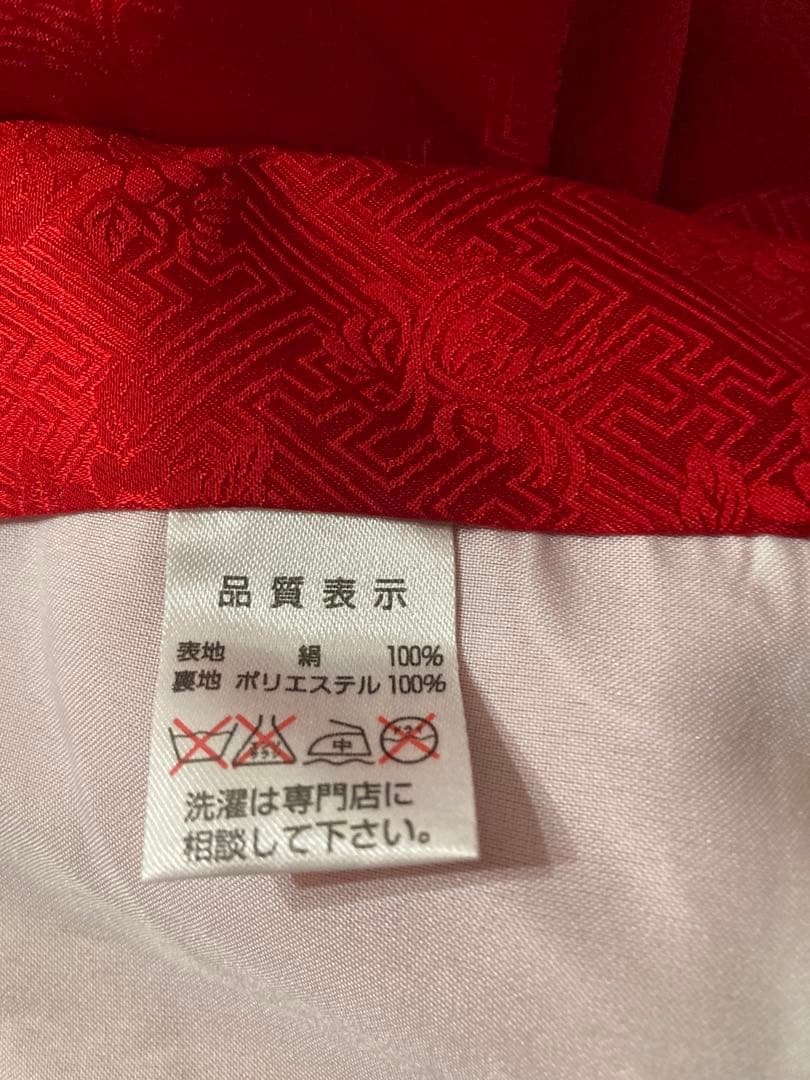 品質表示
表地 絹 100%
裏地 ポリエステル 100%
中
洗濯は専門店に
相談して下さい。